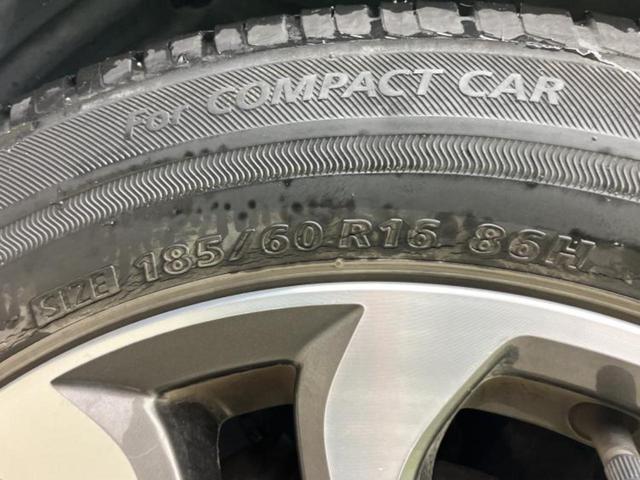 For COMPACT CAR
SIZE 185/60 R16 86H